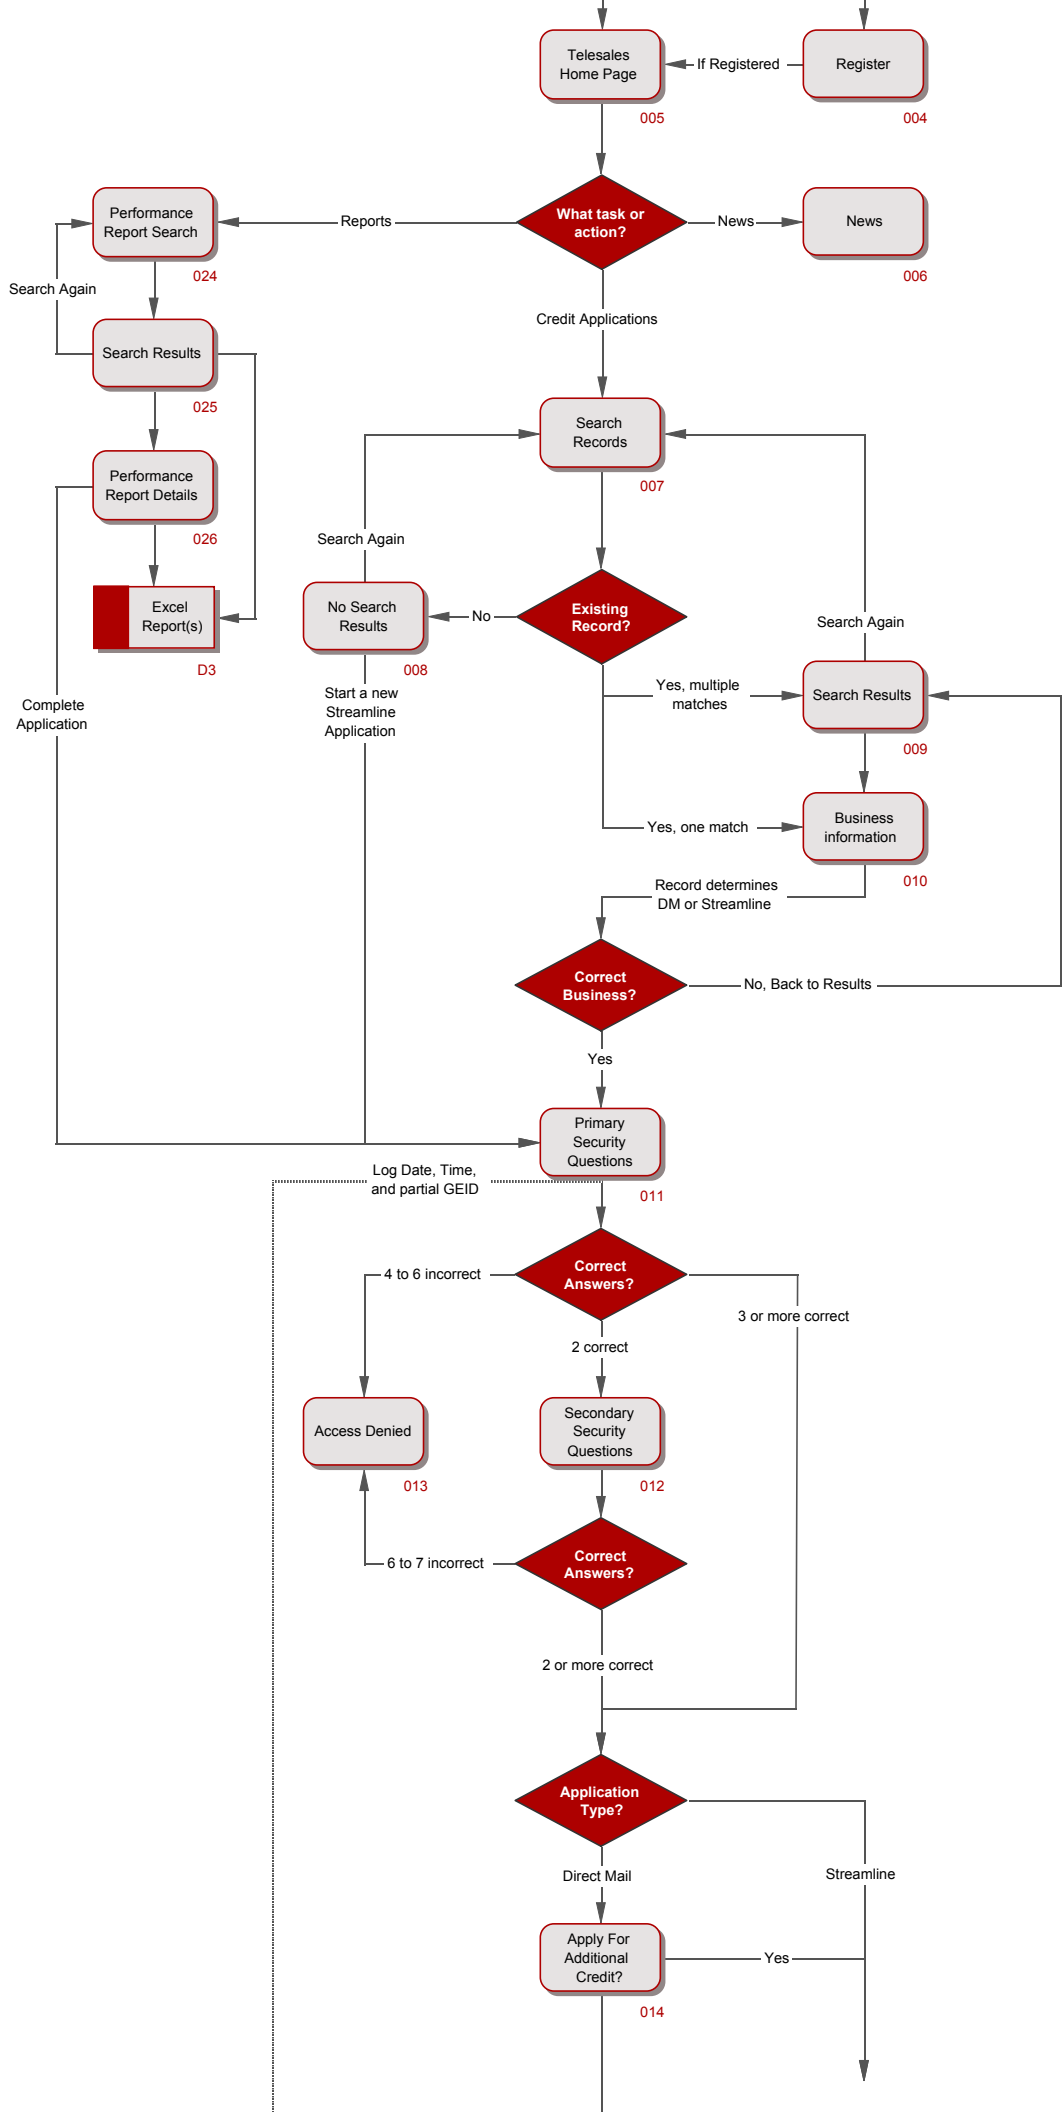 Telesales
Home Page
If Registered
Register
005
004
Performance
Report Search
Reports
What task or
action?
News
News
024
006
Search Again
Credit Applications
Search Results
025
Search
Records
007
Performance
Report Details
026
Search Again
Excel
Report(s)
D3
No Search
Results
008
No
Existing
Record?
Search Again
Complete
Application
Start a new
Streamline
Application
Yes, multiple
matches
Search Results
009
Yes, one match
Business
information
010
Record determines
DM or Streamline
Correct
Business?
No, Back to Results
Yes
Primary
Security
Questions
011
Log Date, Time,
and partial GEID
4 to 6 incorrect
Correct
Answers?
3 or more correct
2 correct
Access Denied
013
Secondary
Security
Questions
012
6 to 7 incorrect
Correct
Answers?
2 or more correct
Application
Type?
Direct Mail
Streamline
Apply For
Additional
Credit?
Yes
014